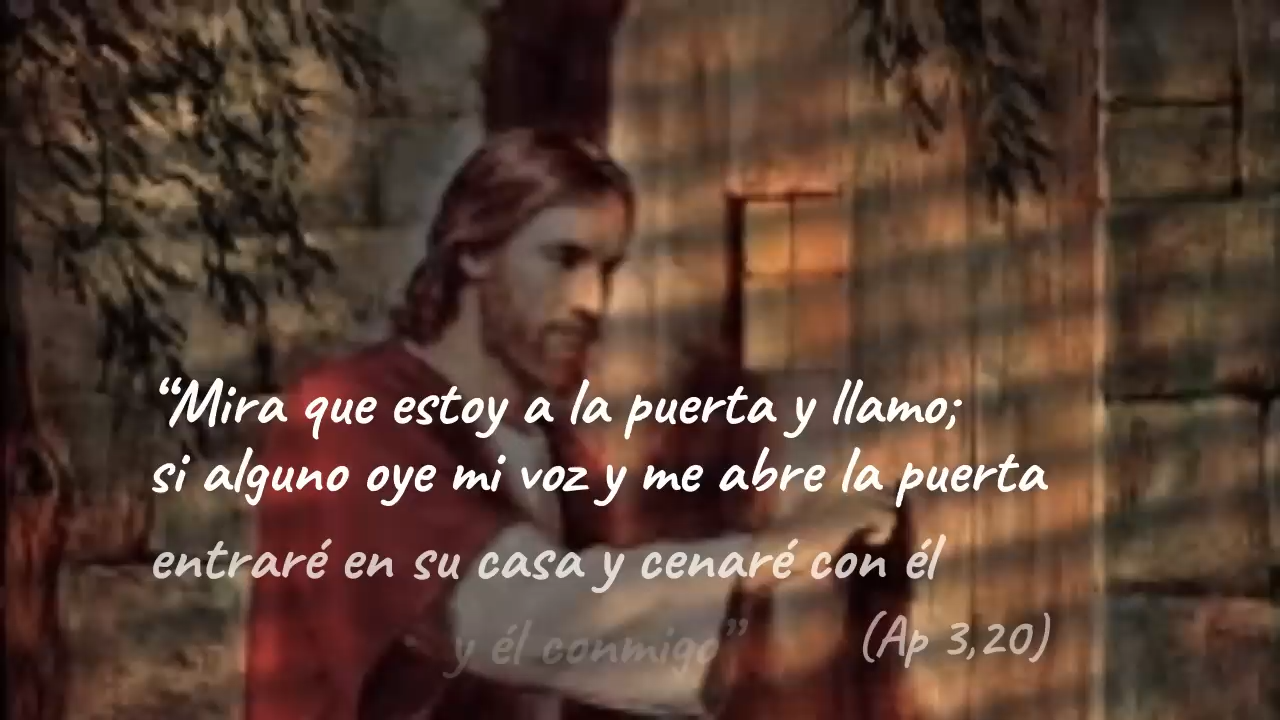 “Mira que estoy a la puerta y llamo;
si alguno oye mi voz y me abre la puerta
entraré en su casa y cenaré con él
y él conmigo”
(Ap 3,20)